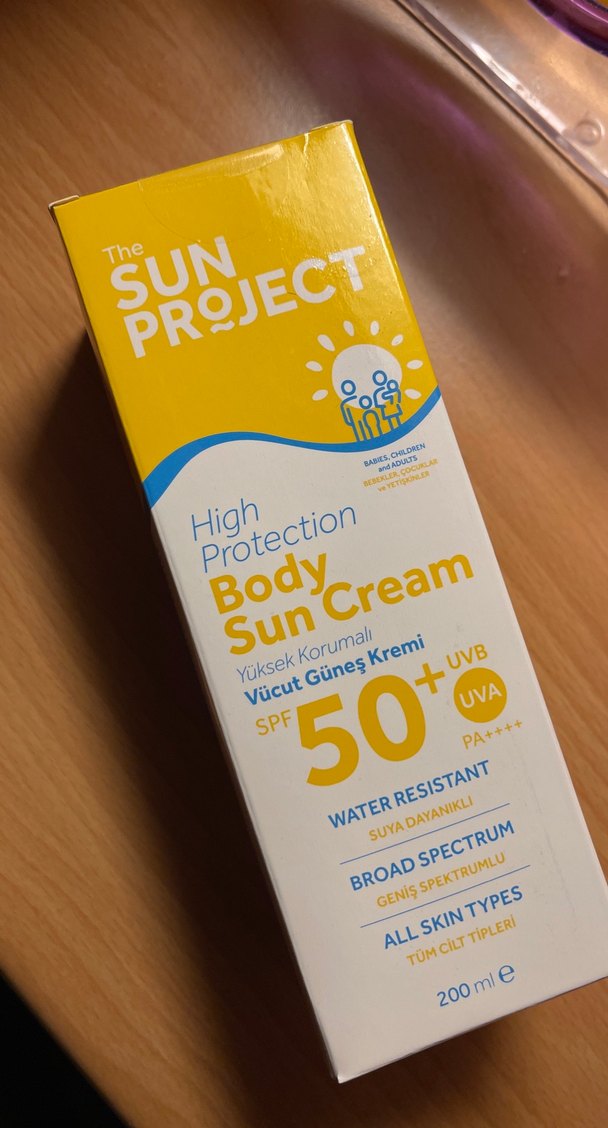 The
SUN
PROJECT
BABIES, CHILDREN
and ADULTS
BEBEKLER, ÇOCUKLAR
ve YETİŞKİNLER
High
Protection
Body
Sun Cream
Yüksek Korumalı
Vücut Güneş Kremi
SPF 50+ UVB
UVA
PA++++
WATER RESISTANT
SUYA DAYANIKLI
BROAD SPECTRUM
GENİŞ SPEKTRUMLU
ALL SKIN TYPES
TÜM CİLT TİPLERİ
200 ml ℮